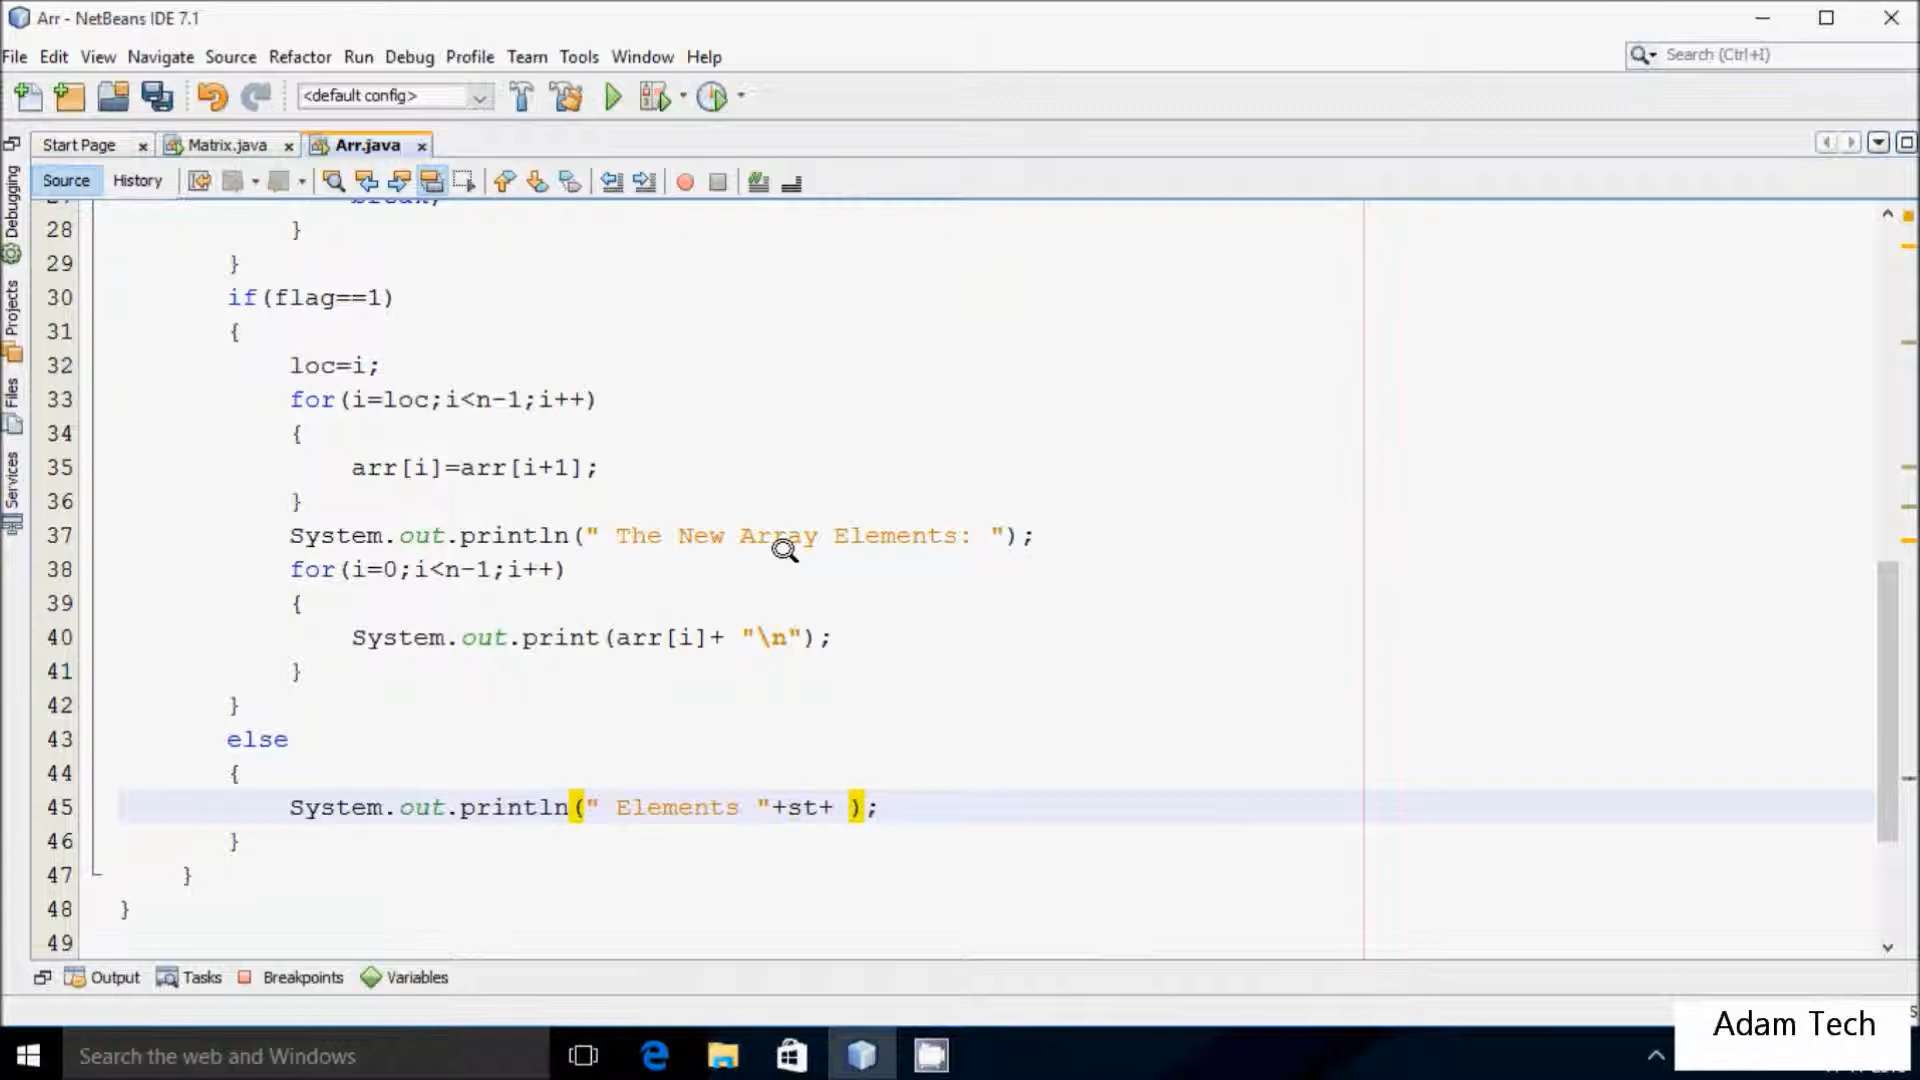 Arr - NetBeans IDE 7.1
File Edit View Navigate Source Refactor Run Debug Profile Team Tools Window Help
Search (Ctrl+I)
<default config>
Start Page Matrix.java Arr.java
Source History
Debugging
Projects
Files
Services
27 break;
28 }
29 }
30 if(flag==1)
31 {
32 loc=i;
33 for(i=loc;i<n-1;i++)
34 {
35 arr[i]=arr[i+1];
36 }
37 System.out.println(" The New Array Elements: ");
38 for(i=0;i<n-1;i++)
39 {
40 System.out.print(arr[i]+ "\n");
41 }
42 }
43 else
44 {
45 System.out.println(" Elements "+st+ );
46 }
47 }
48 }
49
Output Tasks Breakpoints Variables
Search the web and Windows
Adam Tech